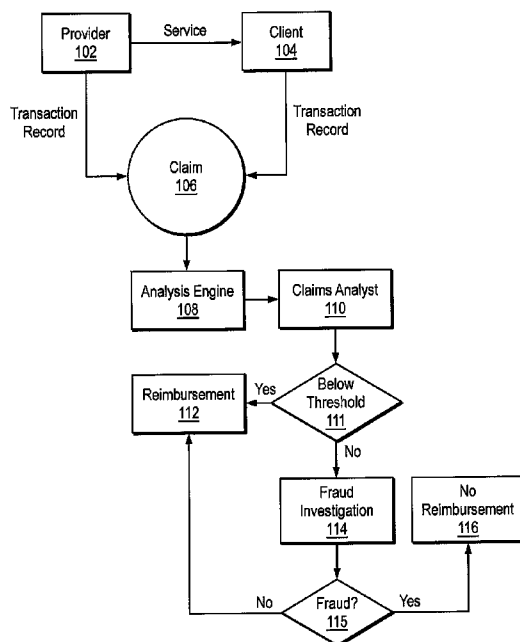 Provider
102
Service
Client
104
Transaction
Record
Transaction
Record
Claim
106
Analysis Engine
108
Claims Analyst
110
Reimbursement
112
Yes
Below
Threshold
111
No
Fraud
Investigation
114
No
Reimbursement
116
No
Fraud?
115
Yes